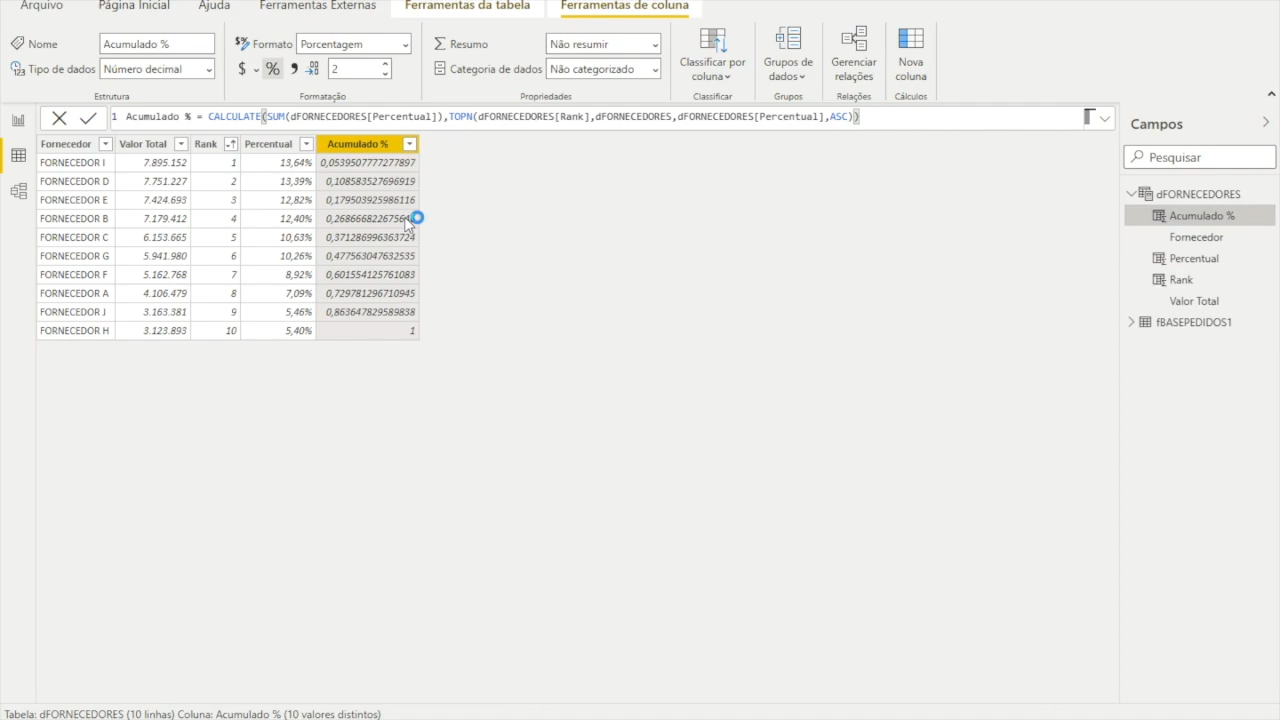 Arquivo Página Inicial Ajuda Ferramentas Externas Ferramentas da tabela Ferramentas de coluna
Nome Acumulado % Formato Porcentagem Resumo Não resumir
Tipo de dados Número decimal $ % 2 Categoria de dados Não categorizado
Classificar por coluna Grupos de dados Gerenciar relações Nova coluna
Estrutura Formatação Propriedades Classificar Grupos Relações Cálculos
1 Acumulado % = CALCULATE(SUM(dFORNECEDORES[Percentual]),TOPN(dFORNECEDORES[Rank],dFORNECEDORES,dFORNECEDORES[Percentual],ASC))
Fornecedor Valor Total Rank Percentual Acumulado %
FORNECEDOR I 7.895.152 1 13,64% 0,0539507777277897
FORNECEDOR D 7.751.227 2 13,39% 0,108583527696919
FORNECEDOR E 7.424.693 3 12,82% 0,179503925986116
FORNECEDOR B 7.179.412 4 12,40%
FORNECEDOR C 6.153.665 5 10,63% 0,371286996363724
FORNECEDOR G 5.941.980 6 10,26% 0,477563047632535
FORNECEDOR F 5.162.768 7 8,92% 0,601554125761083
FORNECEDOR A 4.106.479 8 7,09% 0,729781296710945
FORNECEDOR J 3.163.381 9 5,46% 0,863647829589838
FORNECEDOR H 3.123.893 10 5,40% 1
Campos
Pesquisar
dFORNECEDORES
Acumulado %
Fornecedor
Percentual
Rank
Valor Total
fBASEPEDIDOS1
Tabela: dFORNECEDORES (10 linhas) Coluna: Acumulado % (10 valores distintos)